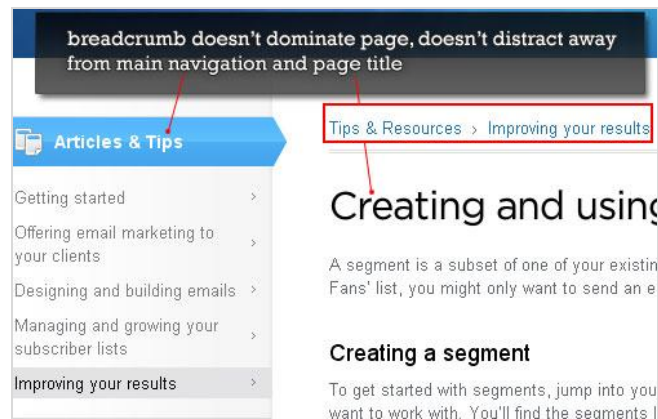 breadcrumb doesn't dominate page, doesn't distract away
from main navigation and page title
Articles & Tips
Getting started
Offering email marketing to
your clients
Designing and building emails
Managing and growing your
subscriber lists
Improving your results
Tips & Resources > Improving your results
Creating and using
A segment is a subset of one of your
Fans' list, you might only want to send an
Creating a segment
To get started with segments, jump into
want to work with. You'll find the segments